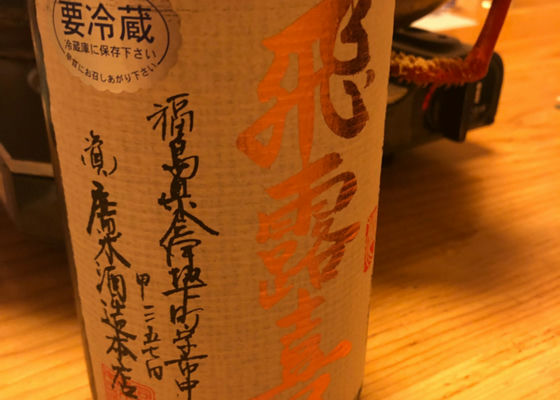 要冷蔵
冷蔵庫に保存下さい
にお召しあがり下さい
飛露喜
福島県会津坂下町字市中
甲三五七四
廣木酒造本店